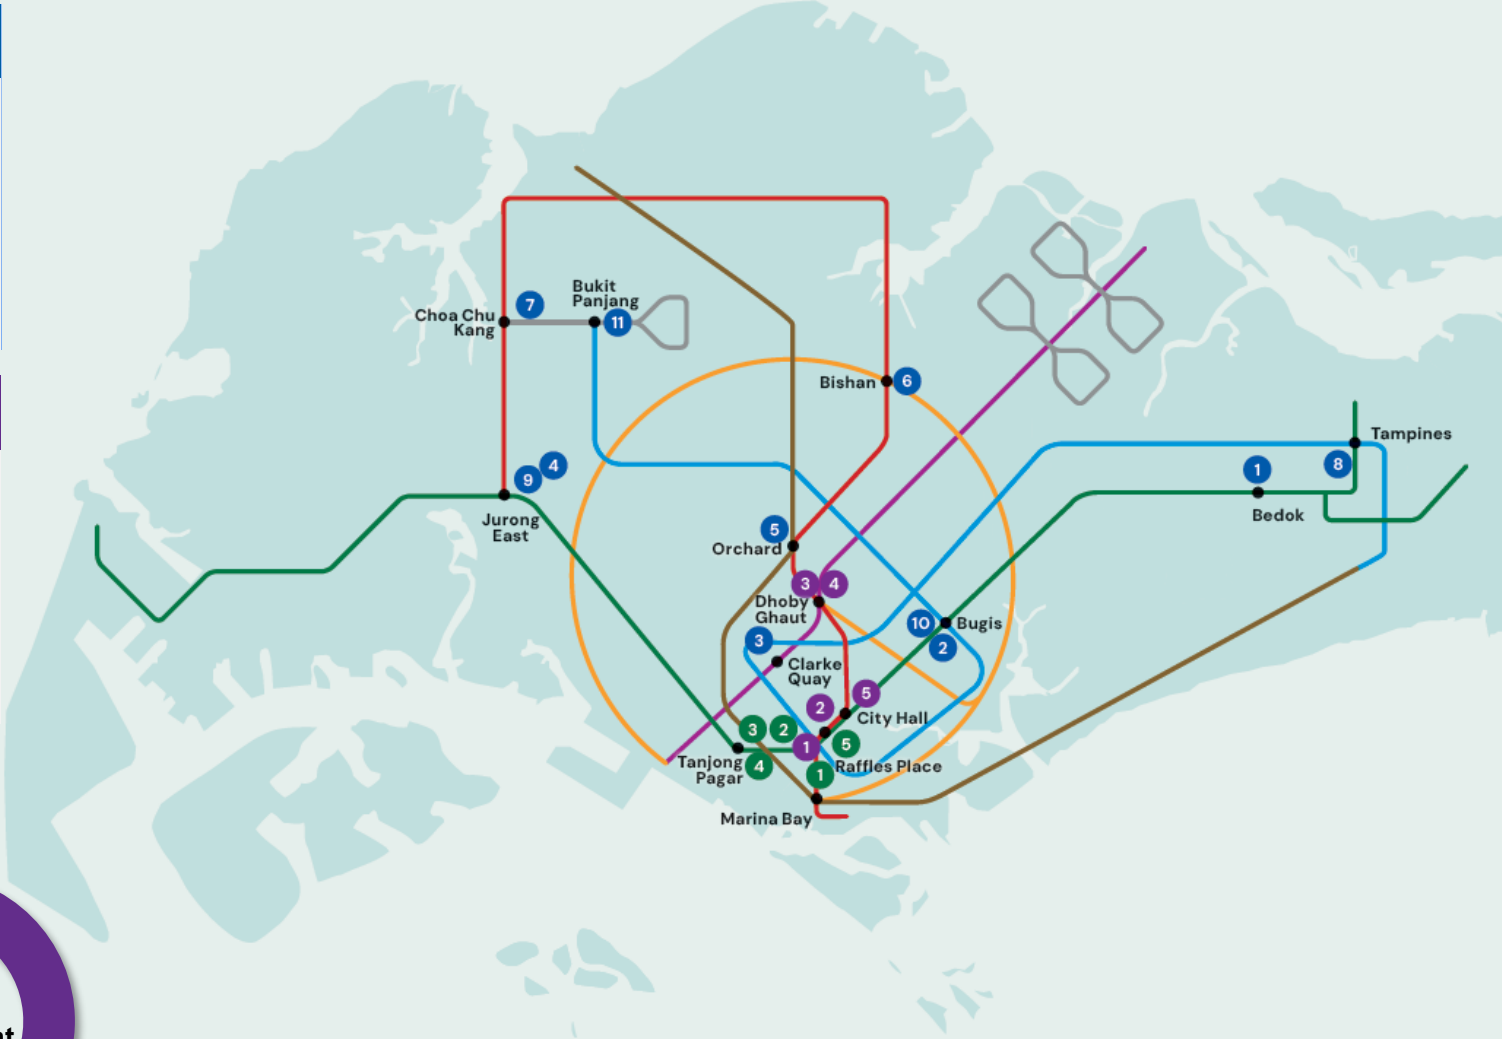 Bukit
Panjang
7
11
Choa Chu
Kang
Bishan
6
Tampines
4
9
8
1
Bedok
Jurong
East
5
Orchard
3
4
Dhoby
Ghaut
10
Bugis
2
3
Clarke
Quay
5
2
City Hall
3
2
1
5
Tanjong
Pagar
4
Raffles Place
1
Marina Bay